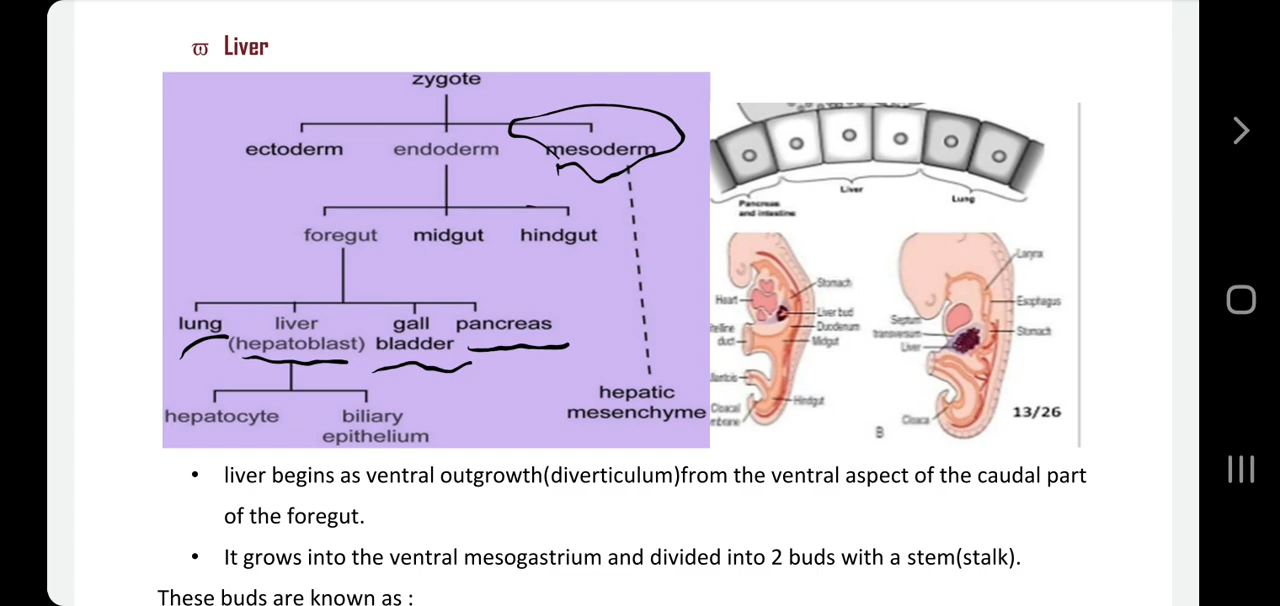 ϖ Liver
zygote
ectoderm endoderm mesoderm
foregut midgut hindgut
lung liver gall pancreas
(hepatoblast) bladder
hepatocyte biliary
epithelium
hepatic
mesenchyme
Liver
Pancreas
and intestine
Lung
Heart
Stomach
Liver bud
Duodenum
Midgut
duct
Hindgut
Cloacal
Larynx
Esophagus
Septum
transversum
Stomach
Liver
Cloaca
B
13/26
• liver begins as ventral outgrowth(diverticulum)from the ventral aspect of the caudal part
of the foregut.
• It grows into the ventral mesogastrium and divided into 2 buds with a stem(stalk).
These buds are known as :